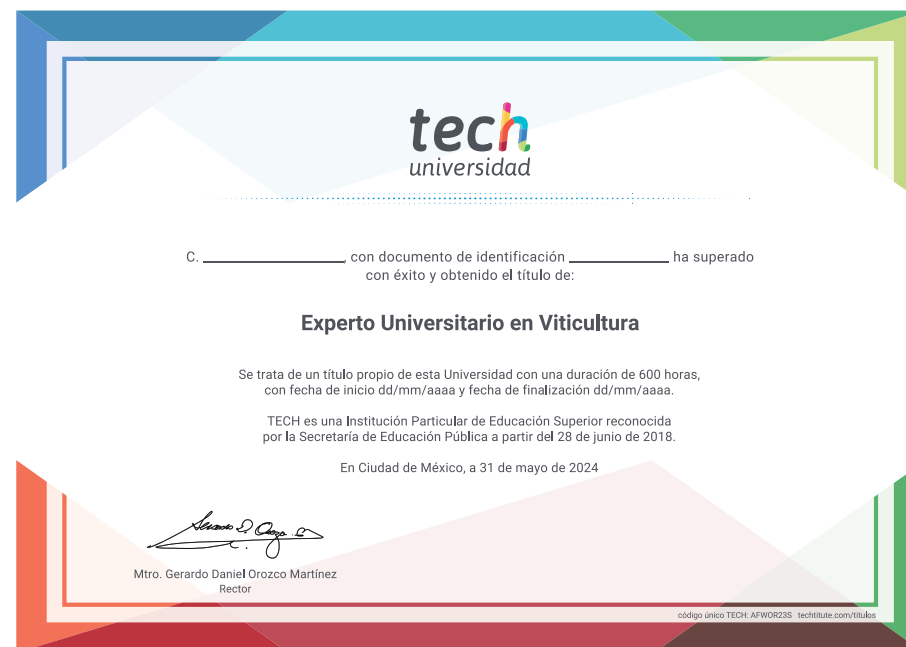 tech
universidad
C. ____________, con documento de identificación ____________ ha superado
con éxito y obtenido el título de:
Experto Universitario en Viticultura
Se trata de un título propio de esta Universidad con una duración de 600 horas,
con fecha de inicio dd/mm/aaaa y fecha de finalización dd/mm/aaaa.
TECH es una Institución Particular de Educación Superior reconocida
por la Secretaría de Educación Pública a partir del 28 de junio de 2018.
En Ciudad de México, a 31 de mayo de 2024
Mtro. Gerardo Daniel Orozco Martínez
Rector
código único TECH: AFWOR23S techtitute.com/titulos